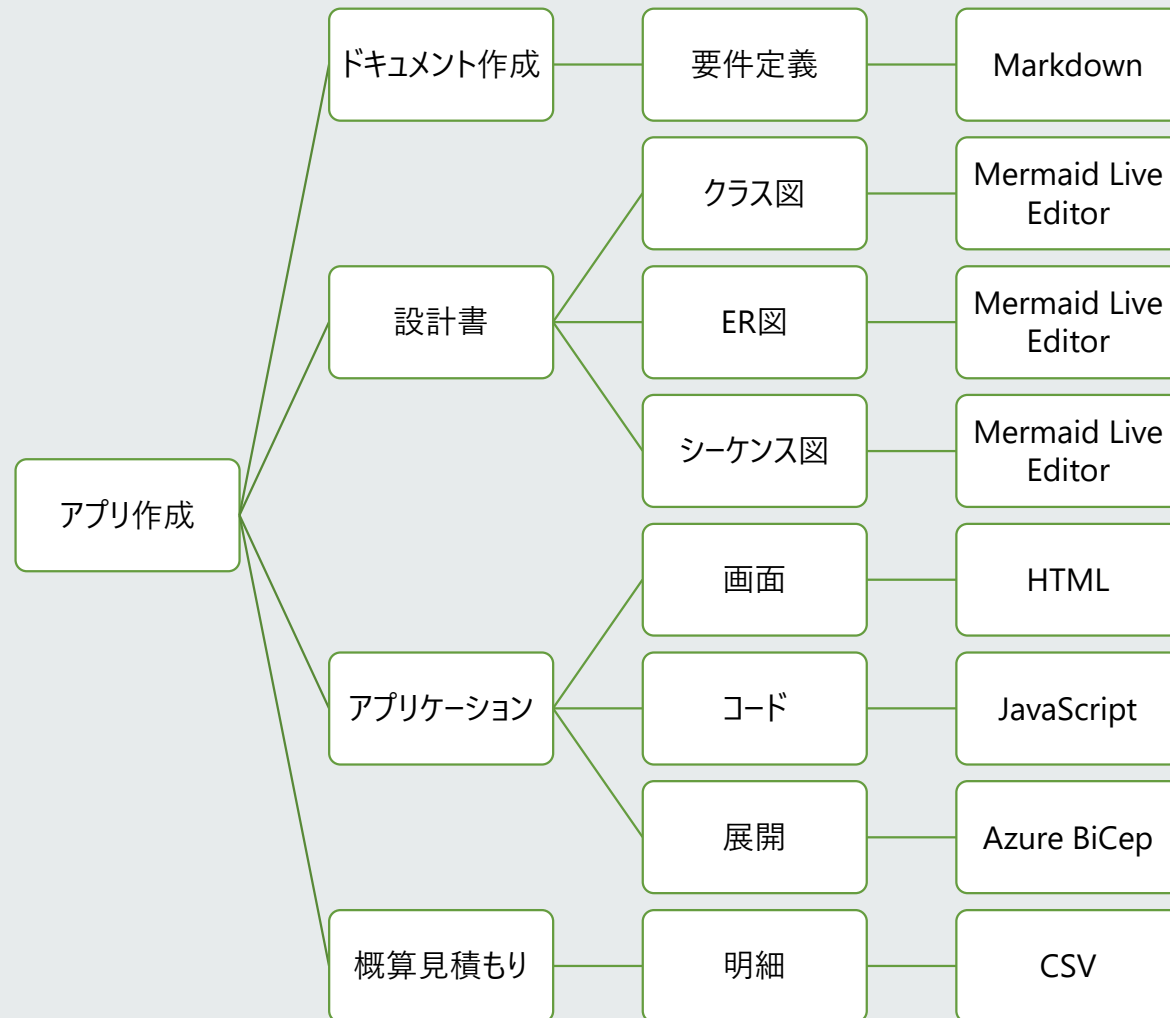 ドキュメント作成
要件定義
Markdown
クラス図
Mermaid Live
Editor
設計書
ER図
Mermaid Live
Editor
シーケンス図
Mermaid Live
Editor
アプリ作成
画面
HTML
アプリケーション
コード
JavaScript
展開
Azure BiCep
概算見積もり
明細
CSV